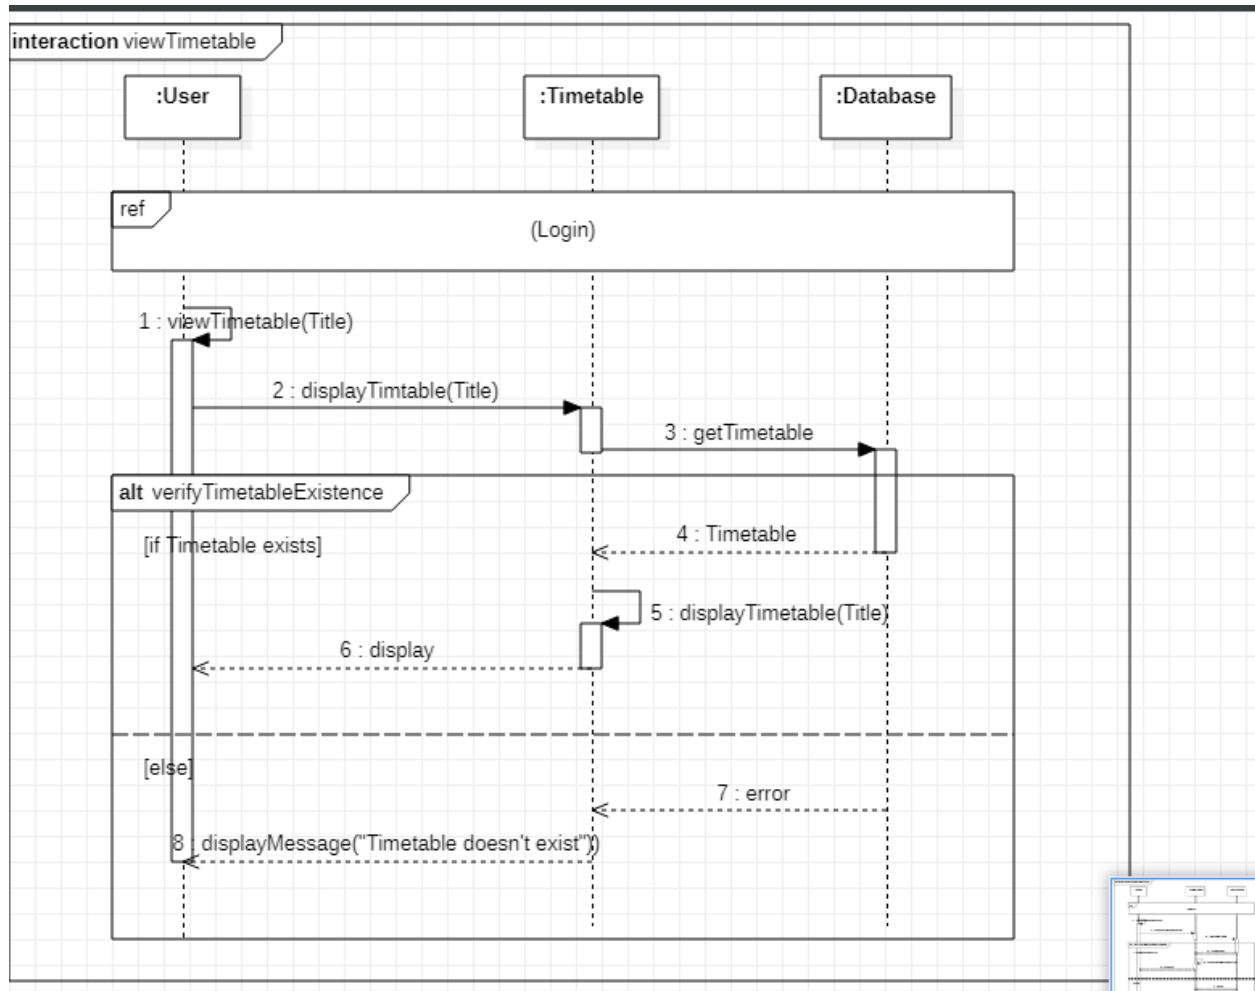 interaction viewTimetable
:User
:Timetable
:Database
ref
(Login)
1 : viewTimetable(Title)
2 : displayTimtable(Title)
3 : getTimetable
alt verifyTimetableExistence
[if Timetable exists]
4 : Timetable
5 : displayTimetable(Title)
6 : display
[else]
7 : error
8 : displayMessage("Timetable doesn't exist"))